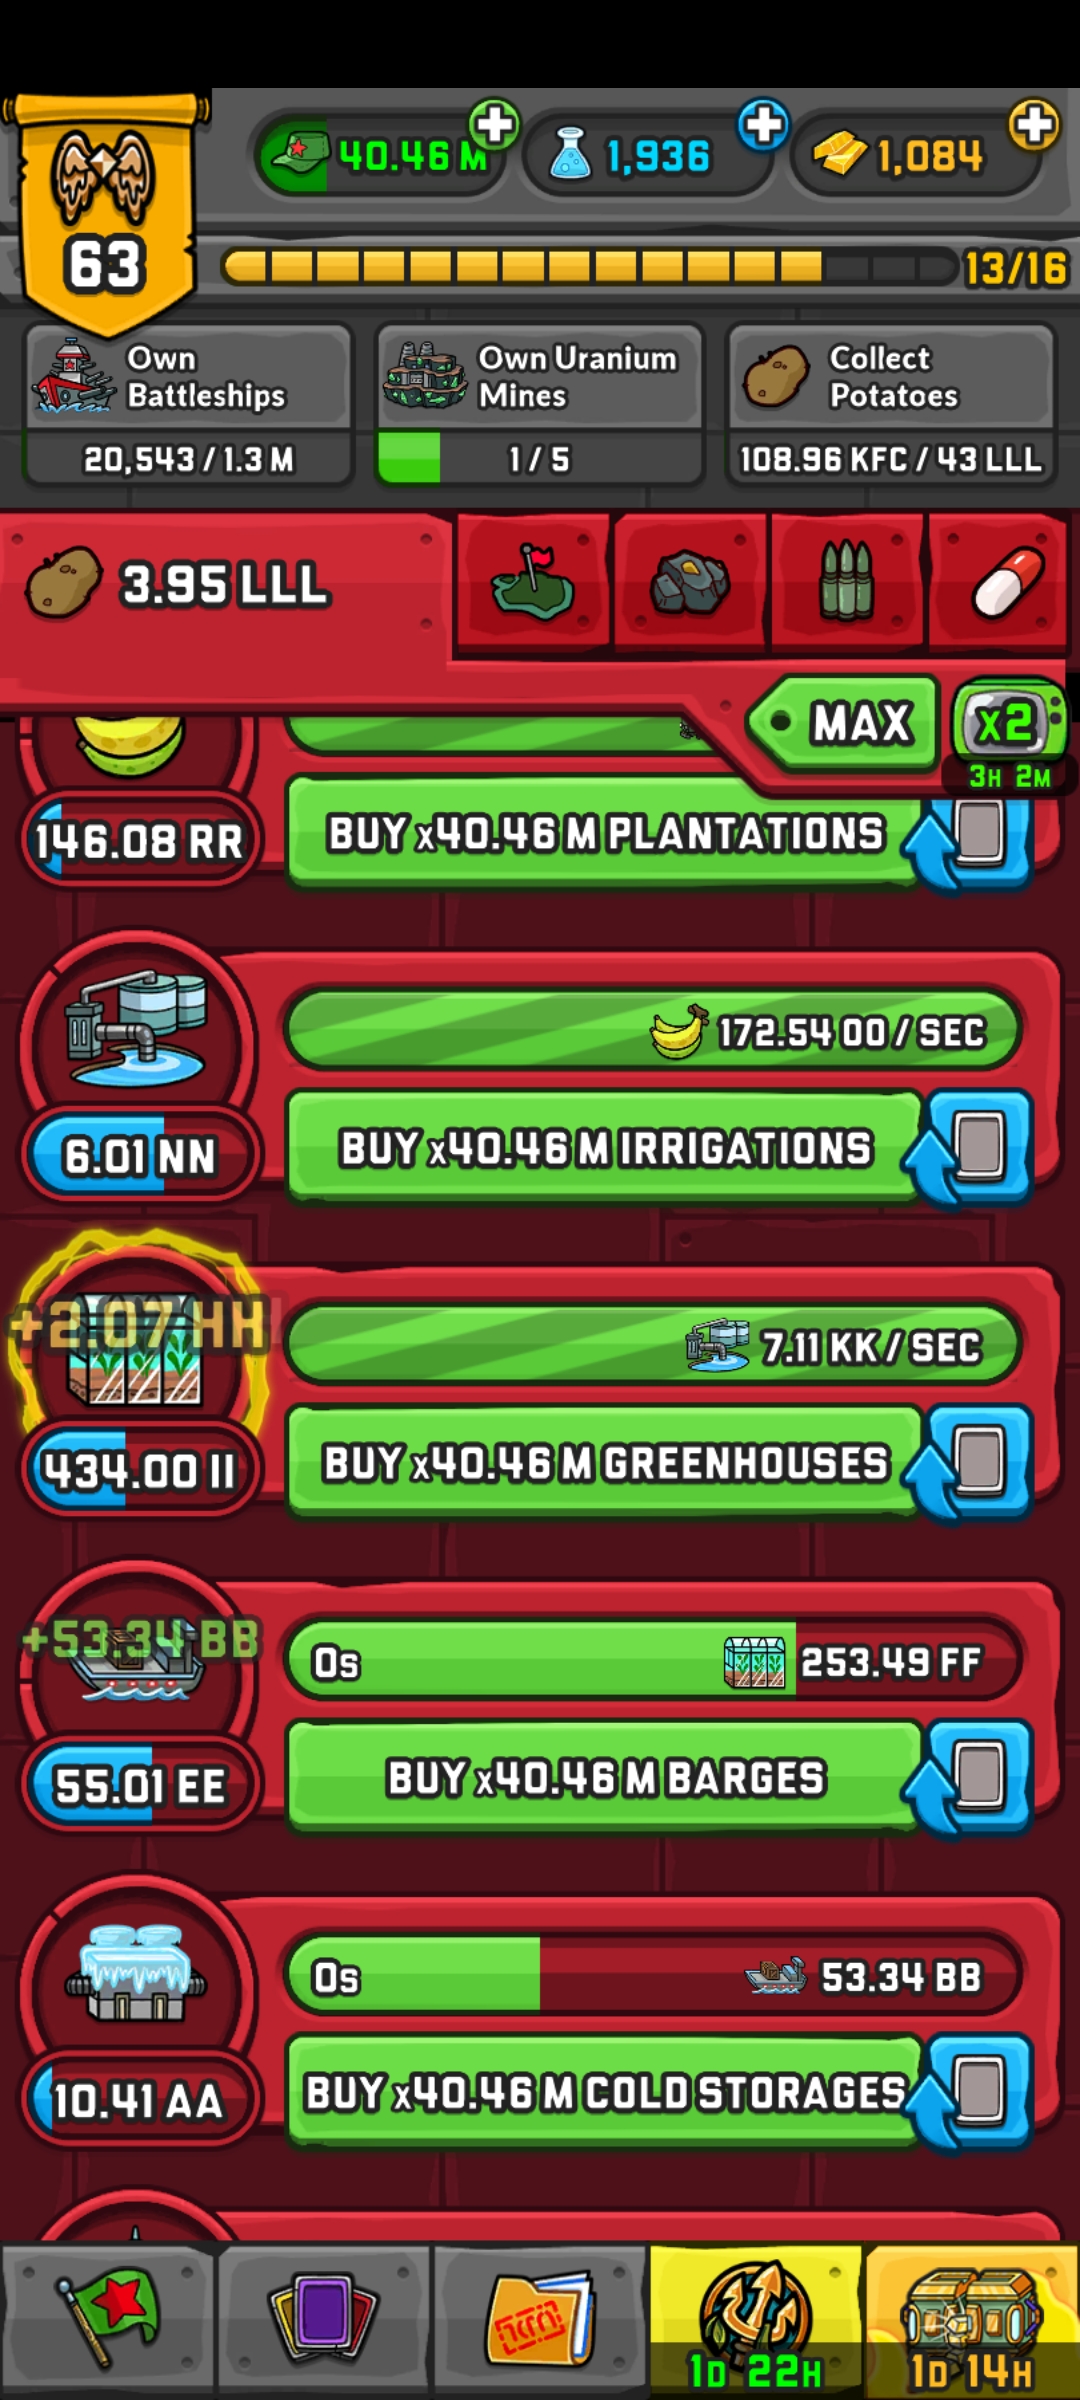 40.46 M
1,936
1,084
63
13/16
Own
Battleships
20,543 / 1.3 M
Own Uranium
Mines
1 / 5
Collect
Potatoes
108.96 KFC / 43 LLL
3.95 LLL
MAX
x2
3H 2M
146.08 RR
BUY x40.46 M PLANTATIONS
172.54 OO / SEC
6.01 NN
BUY x40.46 M IRRIGATIONS
+2.07 HH
7.11 KK / SEC
434.00 II
BUY x40.46 M GREENHOUSES
+53.34 BB
0s
253.49 FF
55.01 EE
BUY x40.46 M BARGES
0s
53.34 BB
10.41 AA
BUY x40.46 M COLD STORAGES
1D 22H
1D 14H